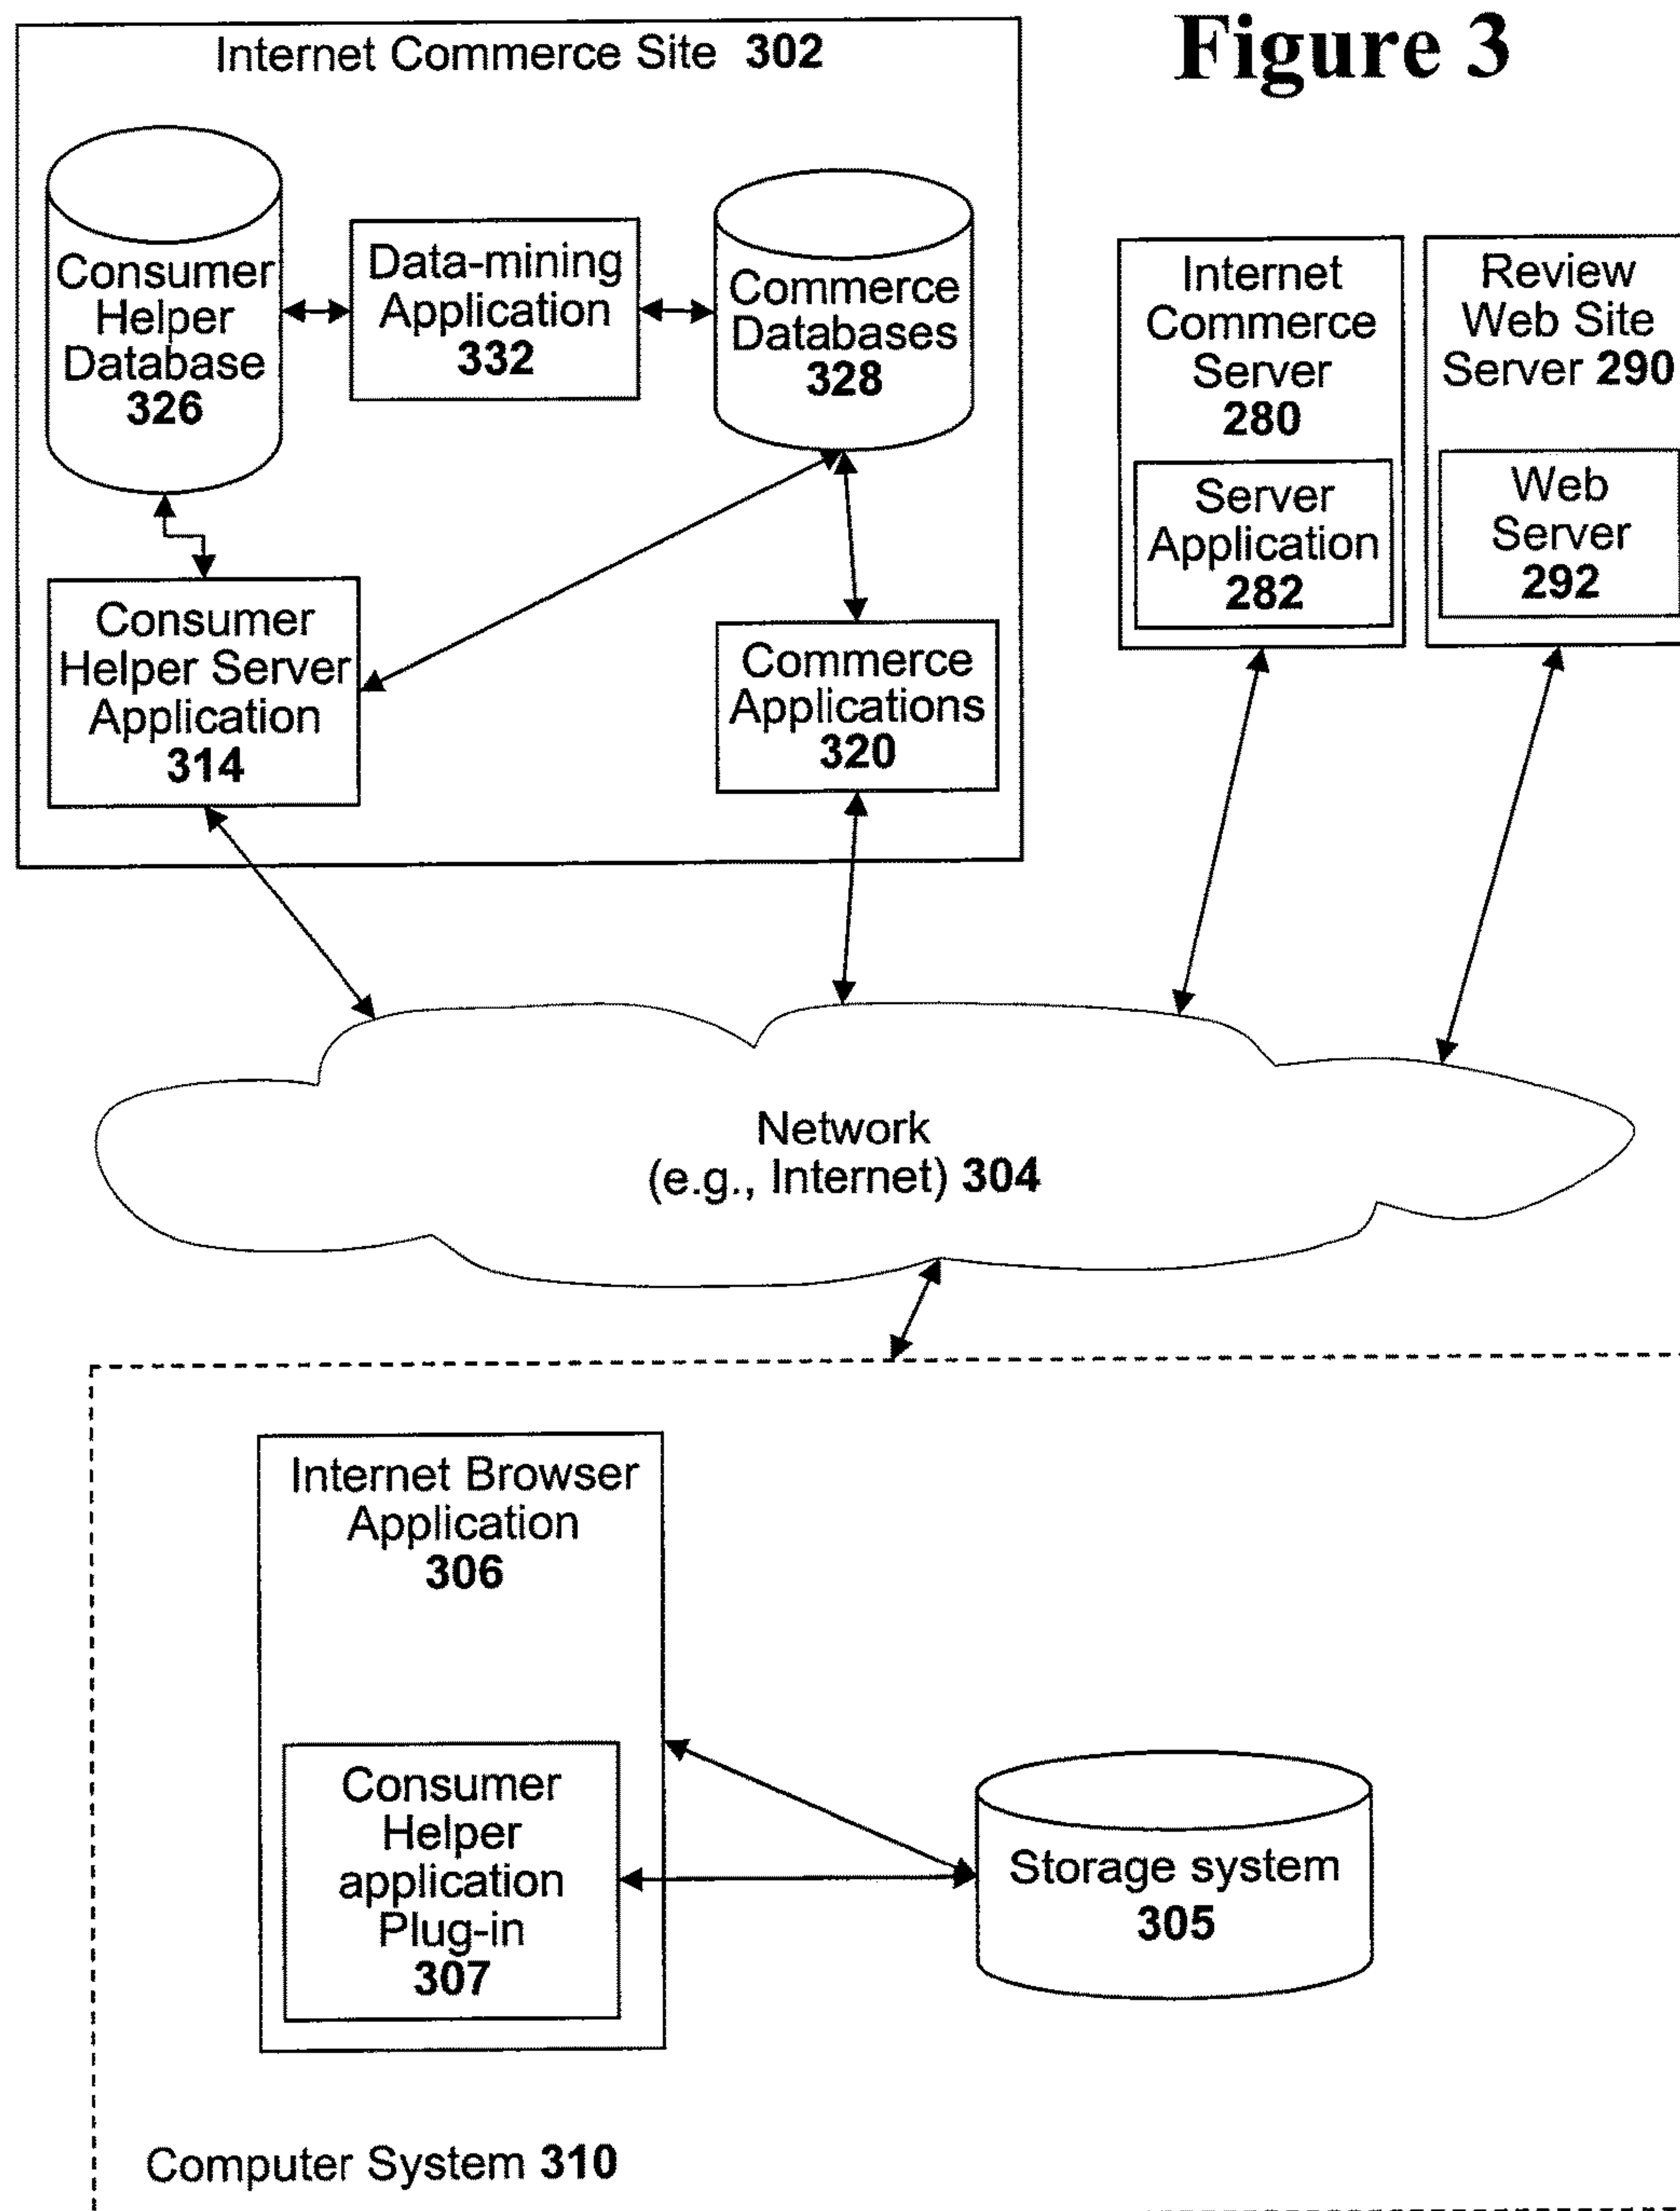 Figure 3
Internet Commerce Site 302
Consumer
Helper
Database
326
Data-mining
Application
332
Commerce
Databases
328
Internet
Commerce
Server
280
Server
Application
282
Review
Web Site
Server 290
Web
Server
292
Consumer
Helper Server
Application
314
Commerce
Applications
320
Network
(e.g., Internet) 304
Internet Browser
Application
306
Consumer
Helper
application
Plug-in
307
Storage system
305
Computer System 310